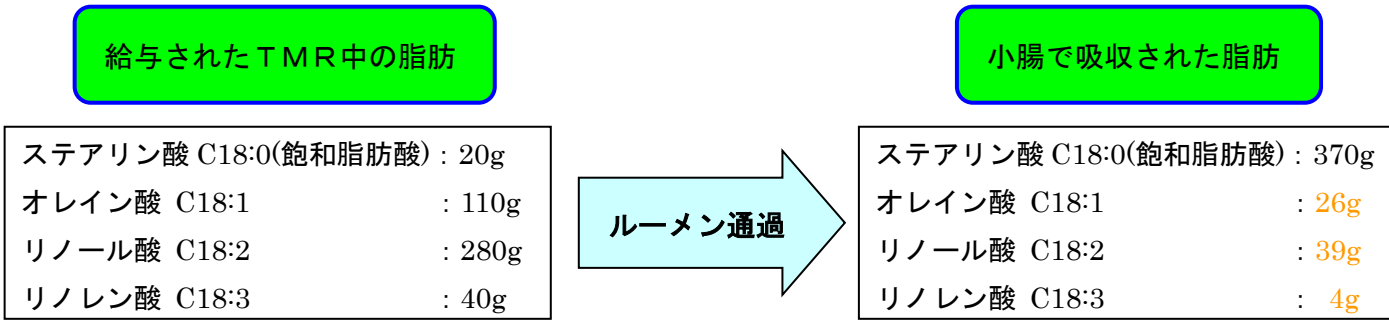 給与されたＴＭＲ中の脂肪
ステアリン酸 C18:0(飽和脂肪酸)：20g
オレイン酸 C18:1 ：110g
リノール酸 C18:2 ：280g
リノレン酸 C18:3 ：40g
ルーメン通過
小腸で吸収された脂肪
ステアリン酸 C18:0(飽和脂肪酸)：370g
オレイン酸 C18:1 ：26g
リノール酸 C18:2 ：39g
リノレン酸 C18:3 ： 4g